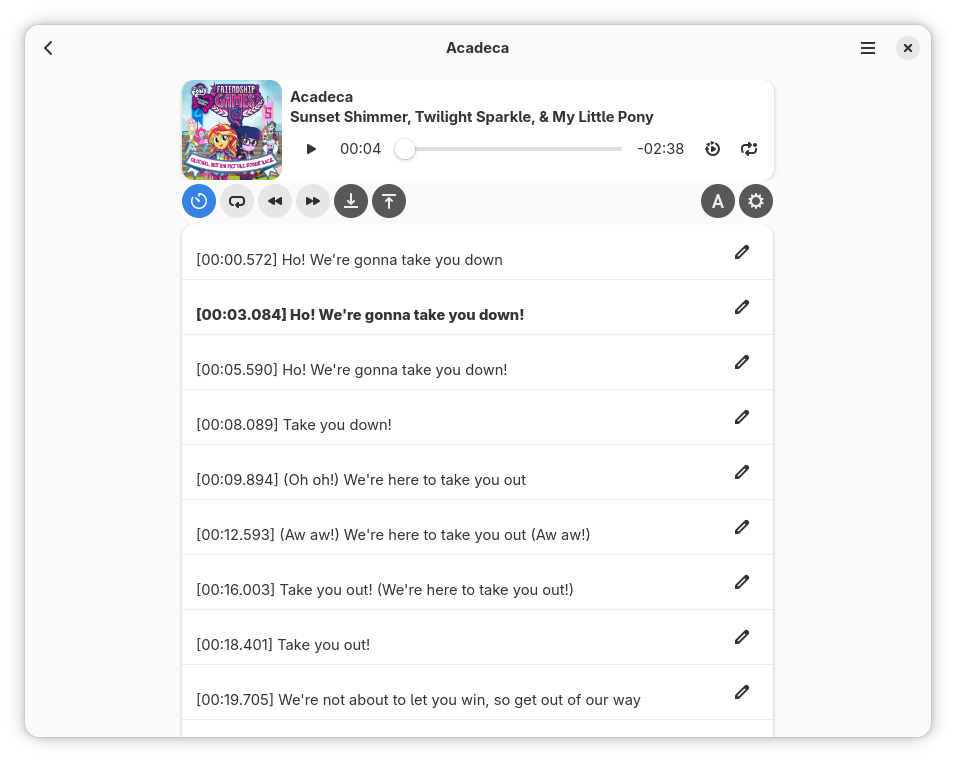 Acadeca
FRIENDSHIP
GAMES
Acadeca
Sunset Shimmer, Twilight Sparkle, & My Little Pony
00:04
-02:38
A
[00:00.572] Ho! We're gonna take you down
[00:03.084] Ho! We're gonna take you down!
[00:05.590] Ho! We're gonna take you down!
[00:08.089] Take you down!
[00:09.894] (Oh oh!) We're here to take you out
[00:12.593] (Aw aw!) We're here to take you out (Aw aw!)
[00:16.003] Take you out! (We're here to take you out!)
[00:18.401] Take you out!
[00:19.705] We're not about to let you win, so get out of our way